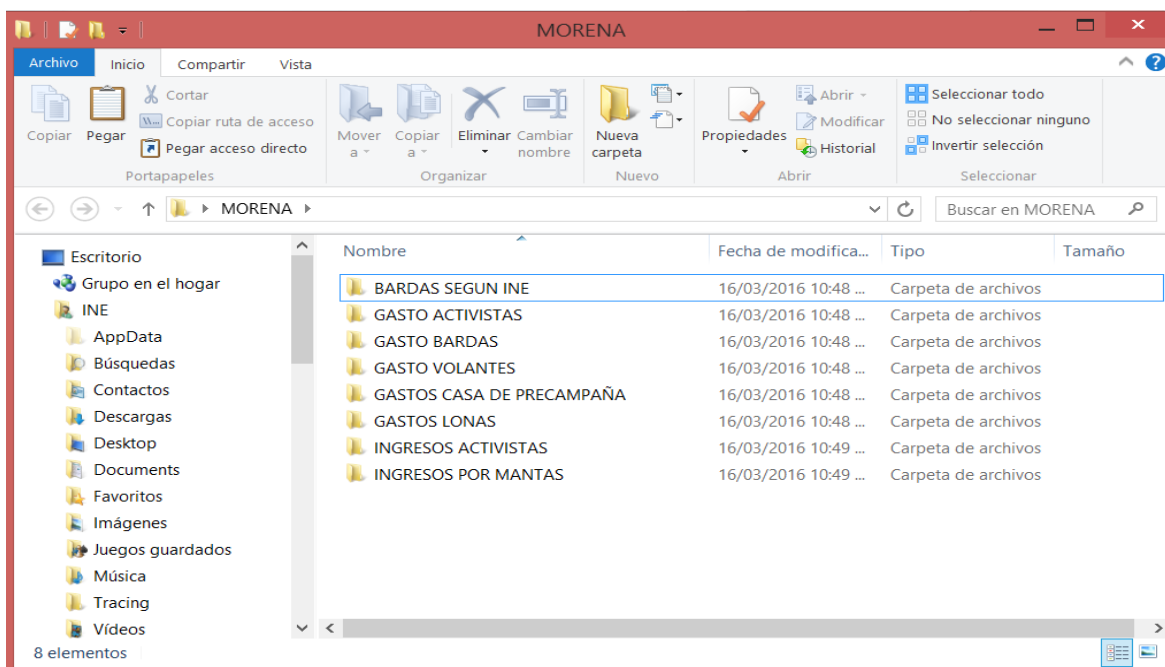 MORENA
Archivo Inicio Compartir Vista
Copiar
Pegar
Cortar
Copiar ruta de acceso
Pegar acceso directo
Portapapeles
Mover a
Copiar a
Eliminar
Cambiar nombre
Organizar
Nueva carpeta
Nuevo
Propiedades
Abrir
Modificar
Historial
Abrir
Seleccionar todo
No seleccionar ninguno
Invertir selección
Seleccionar
MORENA
Buscar en MORENA
Escritorio
Grupo en el hogar
INE
AppData
Búsquedas
Contactos
Descargas
Desktop
Documents
Favoritos
Imágenes
Juegos guardados
Música
Tracing
Vídeos
Nombre Fecha de modifica... Tipo Tamaño
BARDAS SEGUN INE 16/03/2016 10:48 ... Carpeta de archivos
GASTO ACTIVISTAS 16/03/2016 10:48 ... Carpeta de archivos
GASTO BARDAS 16/03/2016 10:48 ... Carpeta de archivos
GASTO VOLANTES 16/03/2016 10:48 ... Carpeta de archivos
GASTOS CASA DE PRECAMPAÑA 16/03/2016 10:48 ... Carpeta de archivos
GASTOS LONAS 16/03/2016 10:48 ... Carpeta de archivos
INGRESOS ACTIVISTAS 16/03/2016 10:49 ... Carpeta de archivos
INGRESOS POR MANTAS 16/03/2016 10:49 ... Carpeta de archivos
8 elementos